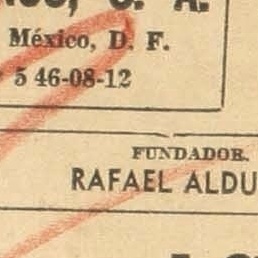 S. A.
México, D. F.
5 46-08-12
FUNDADOR.
RAFAEL ALDU